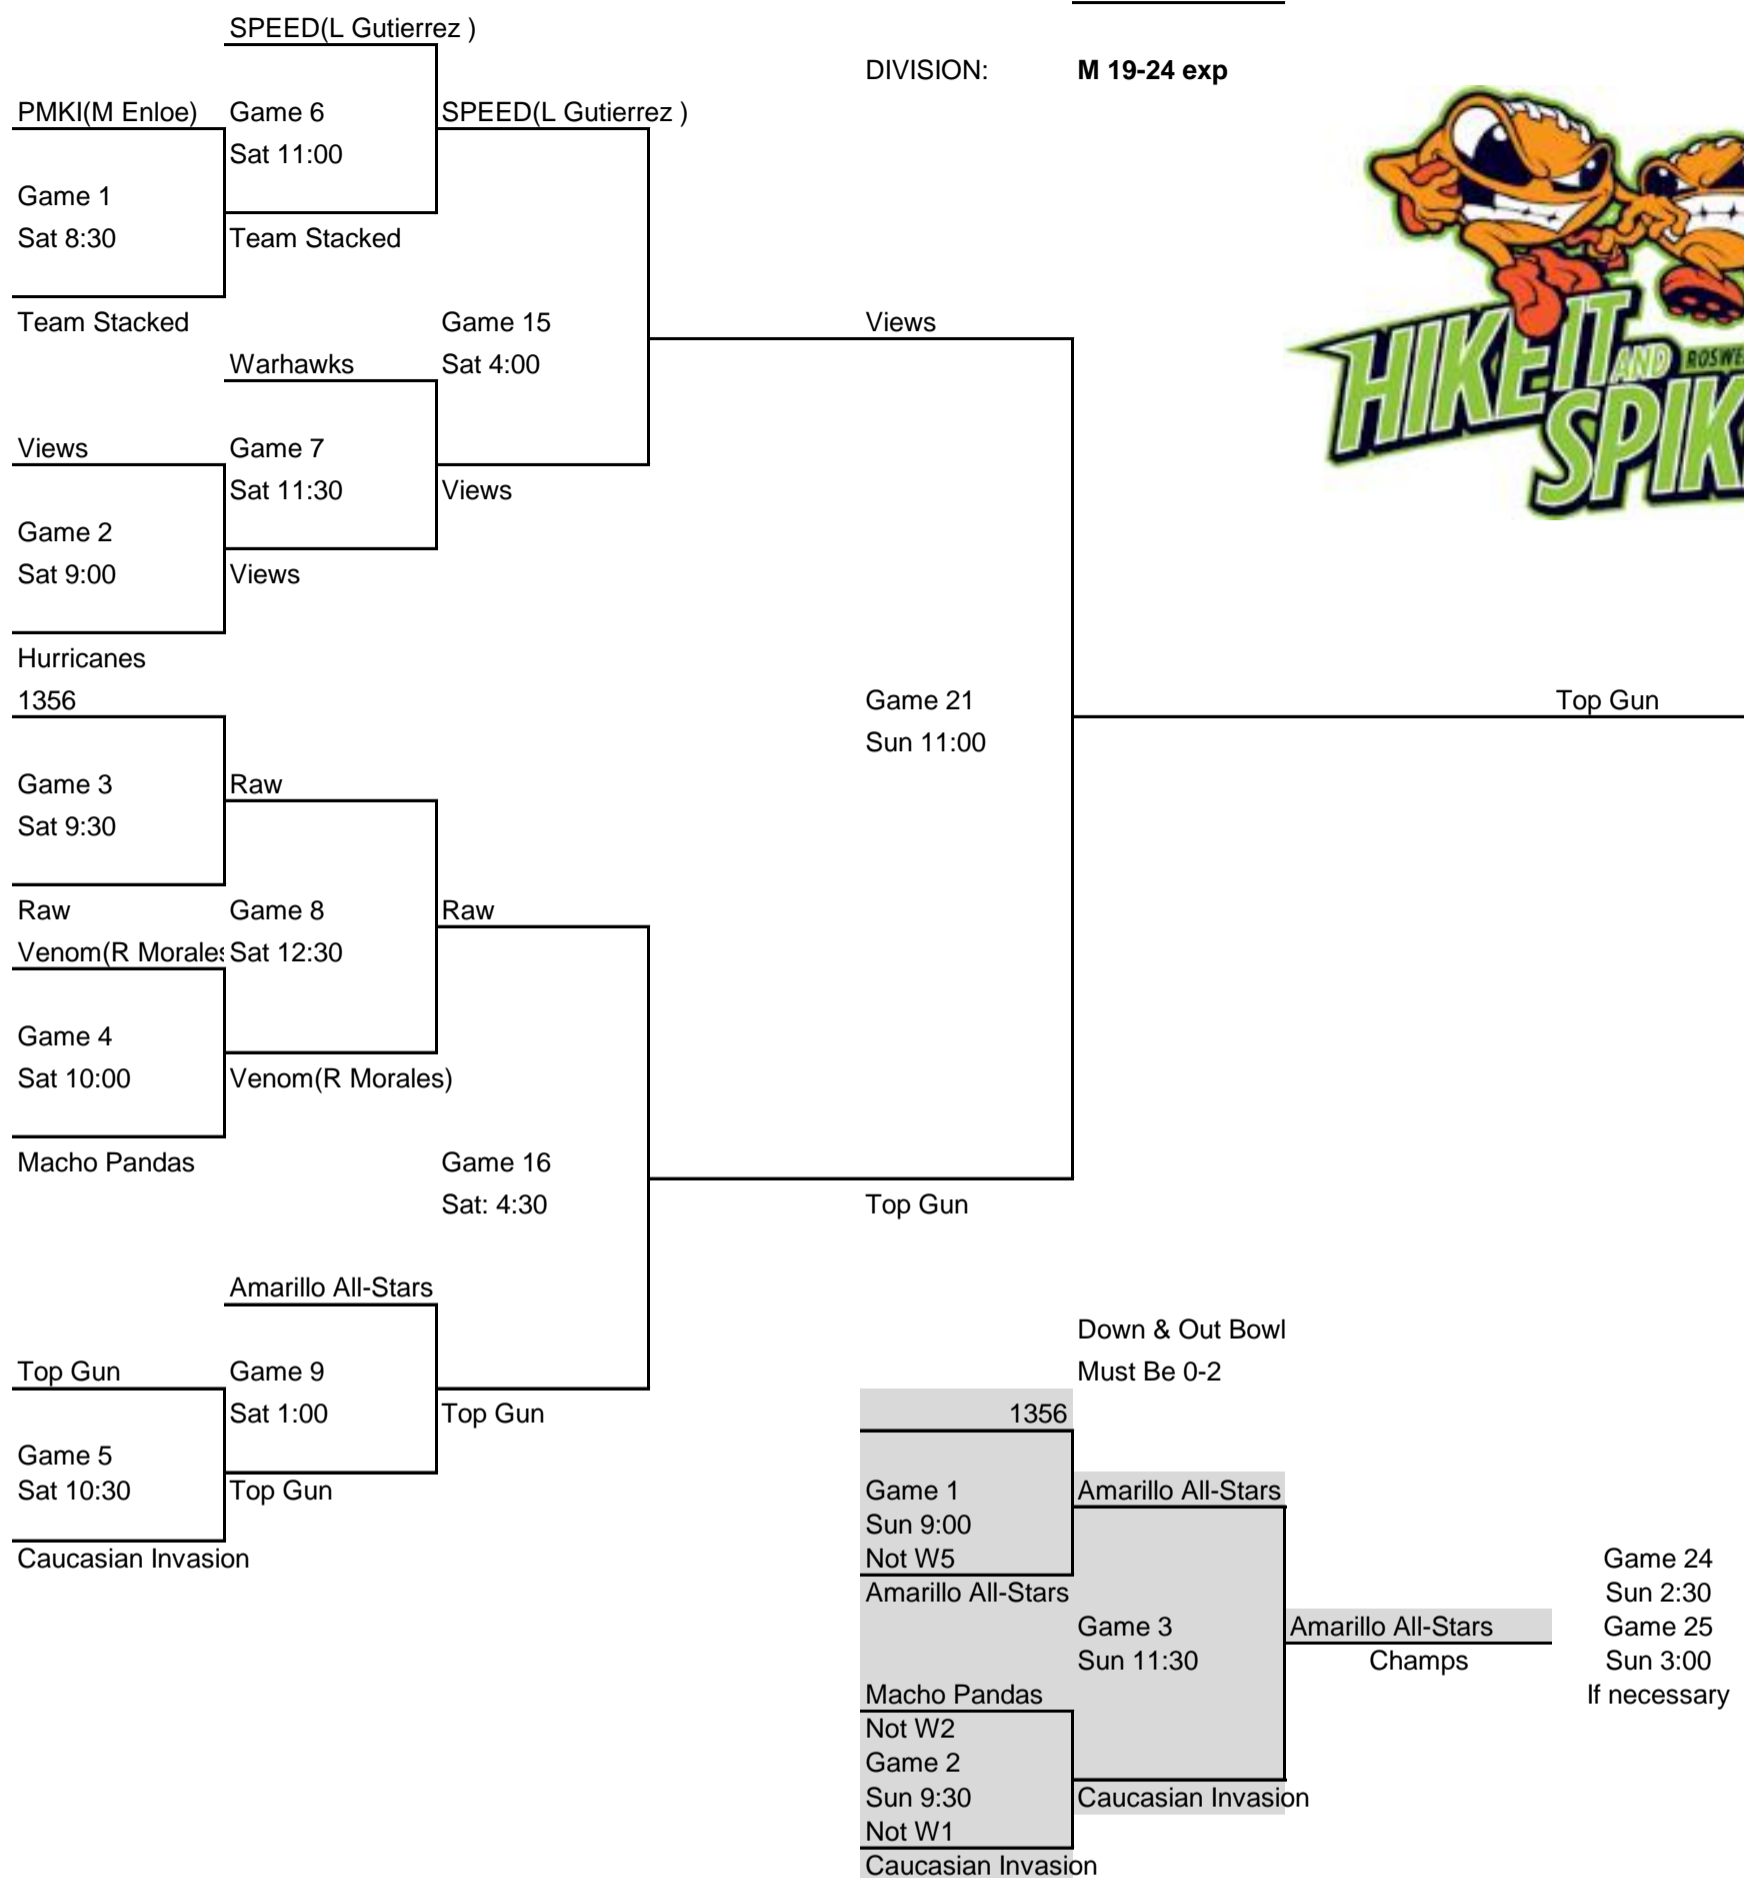 SPEED(L Gutierrez )
DIVISION:
M 19-24 exp
PMKI(M Enloe)
Game 6
SPEED(L Gutierrez )
Sat 11:00
Game 1
Sat 8:30
Team Stacked
Team Stacked
Game 15
Views
Warhawks
Sat 4:00
HIKE IT
AND
SPIK
Views
Game 7
Sat 11:30
Views
Game 2
Sat 9:00
Views
Hurricanes
1356
Game 21
Top Gun
Sun 11:00
Game 3
Raw
Sat 9:30
Raw
Game 8
Raw
Venom(R Morales
Sat 12:30
Game 4
Sat 10:00
Venom(R Morales)
Macho Pandas
Game 16
Sat: 4:30
Top Gun
Amarillo All-Stars
Down & Out Bowl
Top Gun
Game 9
Must Be 0-2
Sat 1:00
Top Gun
1356
Game 5
Sat 10:30
Top Gun
Game 1
Amarillo All-Stars
Sun 9:00
Caucasian Invasion
Not W5
Game 24
Amarillo All-Stars
Sun 2:30
Game 3
Amarillo All-Stars
Game 25
Sun 11:30
Champs
Sun 3:00
Macho Pandas
If necessary
Not W2
Game 2
Sun 9:30
Caucasian Invasion
Not W1
Caucasian Invasion